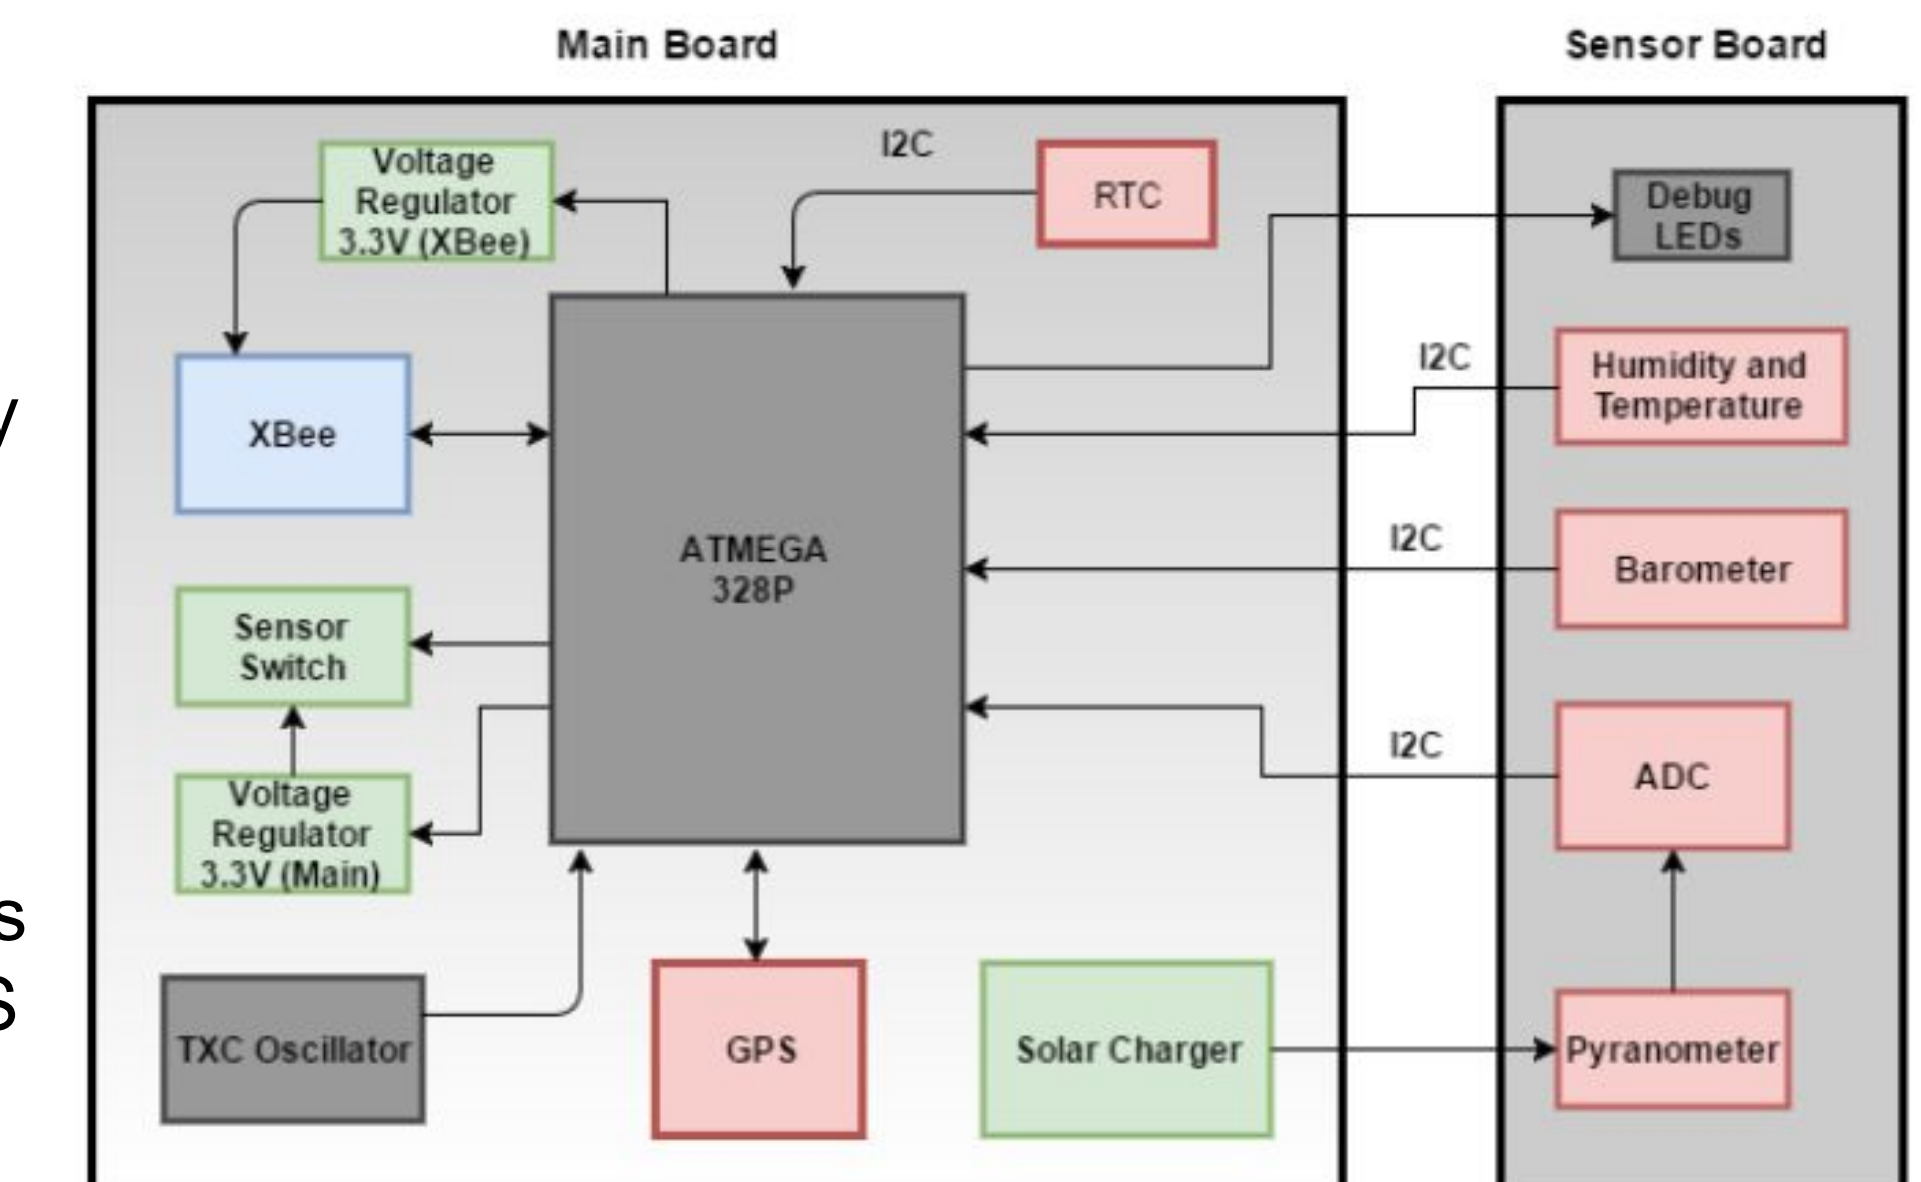 Main Board
Sensor Board
Voltage
Regulator
3.3V (XBee)
I2C
RTC
Debug
LEDs
I2C
Humidity and
Temperature
XBee
ATMEGA
328P
I2C
Barometer
Sensor
Switch
I2C
ADC
Voltage
Regulator
3.3V (Main)
TXC Oscillator
GPS
Solar Charger
Pyranometer
y
s
s